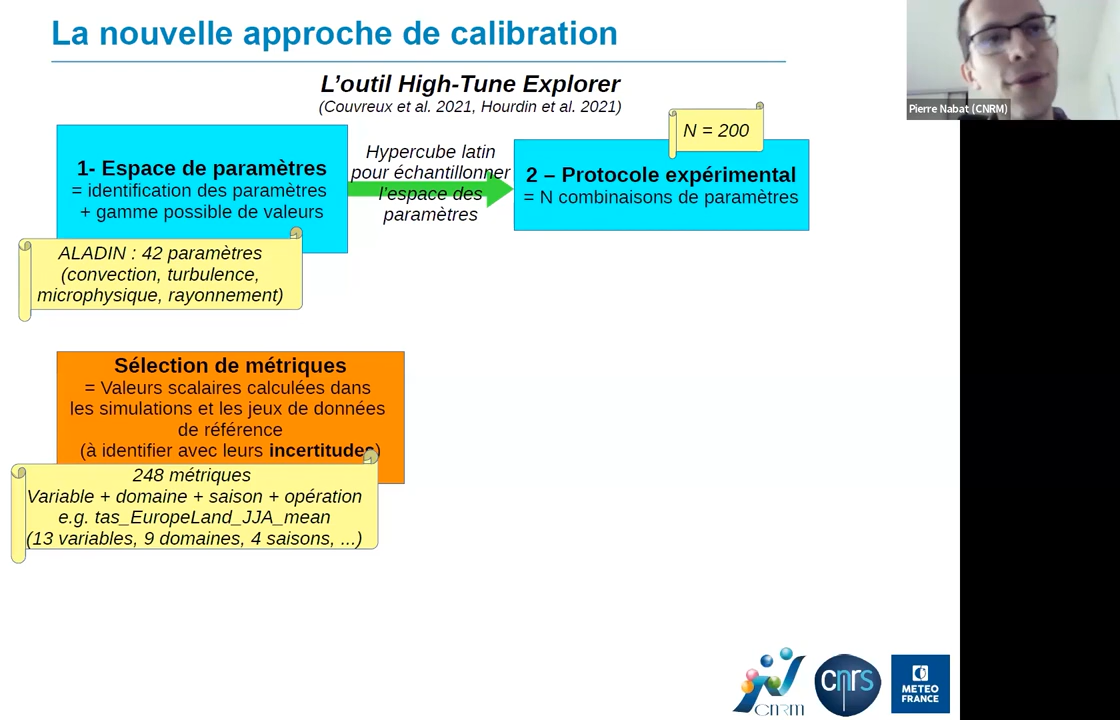 La nouvelle approche de calibration
L'outil High-Tune Explorer
(Couvreux et al. 2021, Hourdin et al. 2021)
Pierre Nabat (CNRM)
1- Espace de paramètres
= identification des paramètres
+ gamme possible de valeurs
Hypercube latin
pour échantillonner
l'espace des
paramètres
N = 200
2 – Protocole expérimental
= N combinaisons de paramètres
ALADIN : 42 paramètres
(convection, turbulence,
microphysique, rayonnement)
Sélection de métriques
= Valeurs scalaires calculées dans
les simulations et les jeux de données
de référence
(à identifier avec leurs incertitudes)
248 métriques
Variable + domaine + saison + opération
e.g. tas_EuropeLand_JJA_mean
(13 variables, 9 domaines, 4 saisons, ...)
CNRM
cnrs
METEO
FRANCE